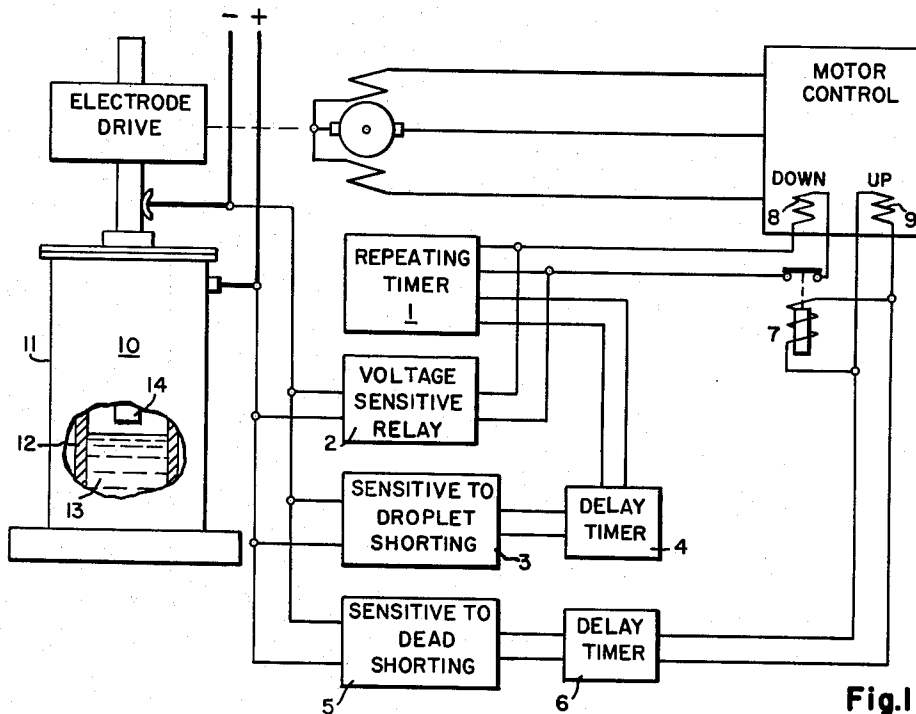 - +
ELECTRODE
DRIVE
MOTOR
CONTROL
DOWN
UP
8
9
REPEATING
TIMER
1
7
11
10
14
12
13
VOLTAGE
SENSITIVE
RELAY
2
SENSITIVE TO
DROPLET
SHORTING
3
DELAY
TIMER
4
SENSITIVE TO
DEAD
SHORTING
5
DELAY
TIMER
6
Fig.1